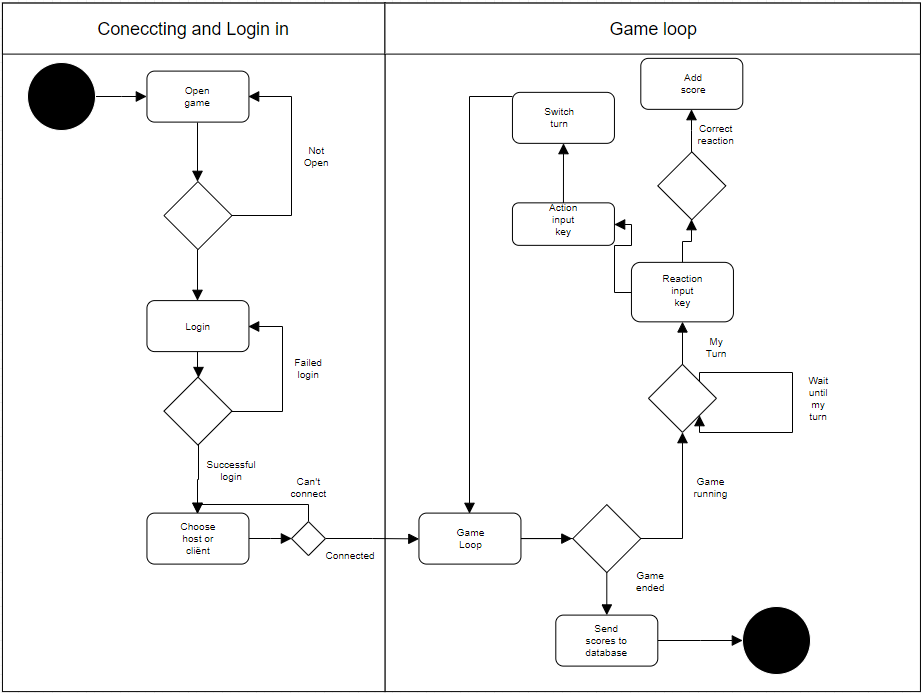 Coneccting and Login in
Game loop
Open
game
Not
Open
Login
Failed
login
Successful
login
Can't
connect
Choose
host or
client
Connected
Add
score
Switch
turn
Correct
reaction
Action
input
key
Reaction
input
key
My
Turn
Wait
until
my
turn
Game
running
Game
Loop
Game
ended
Send
scores to
database